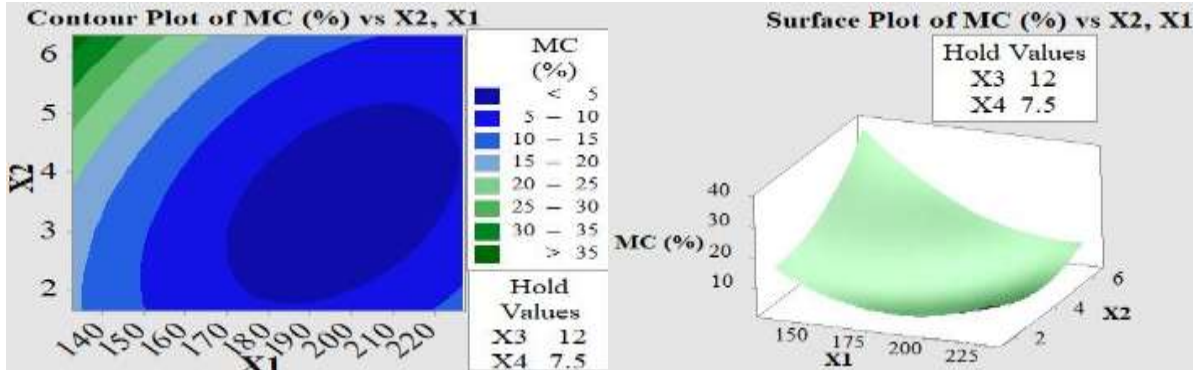 Contour Plot of MC (%) vs X2, X1
6
5
4
3
2
X2
140 150 160 170 180 190 200 210 220
X1
MC
(%)
< 5
5 – 10
10 – 15
15 – 20
20 – 25
25 – 30
30 – 35
> 35
Hold
Values
X3 12
X4 7.5
Surface Plot of MC (%) vs X2, X1
Hold Values
X3 12
X4 7.5
40
30
20
10
MC (%)
150 175 200 225
X1
2
4
6
X2